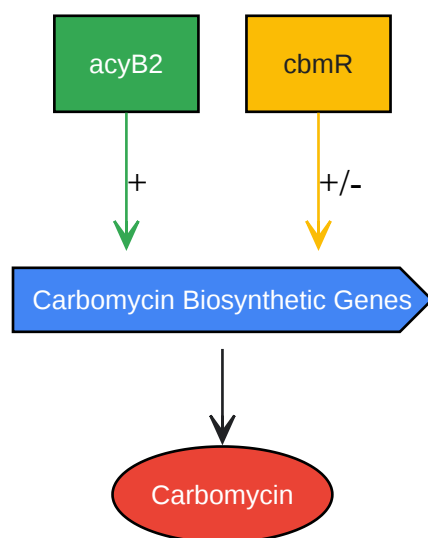 acyB2
cbmR
+
+/-
Carbomycin Biosynthetic Genes
Carbomycin